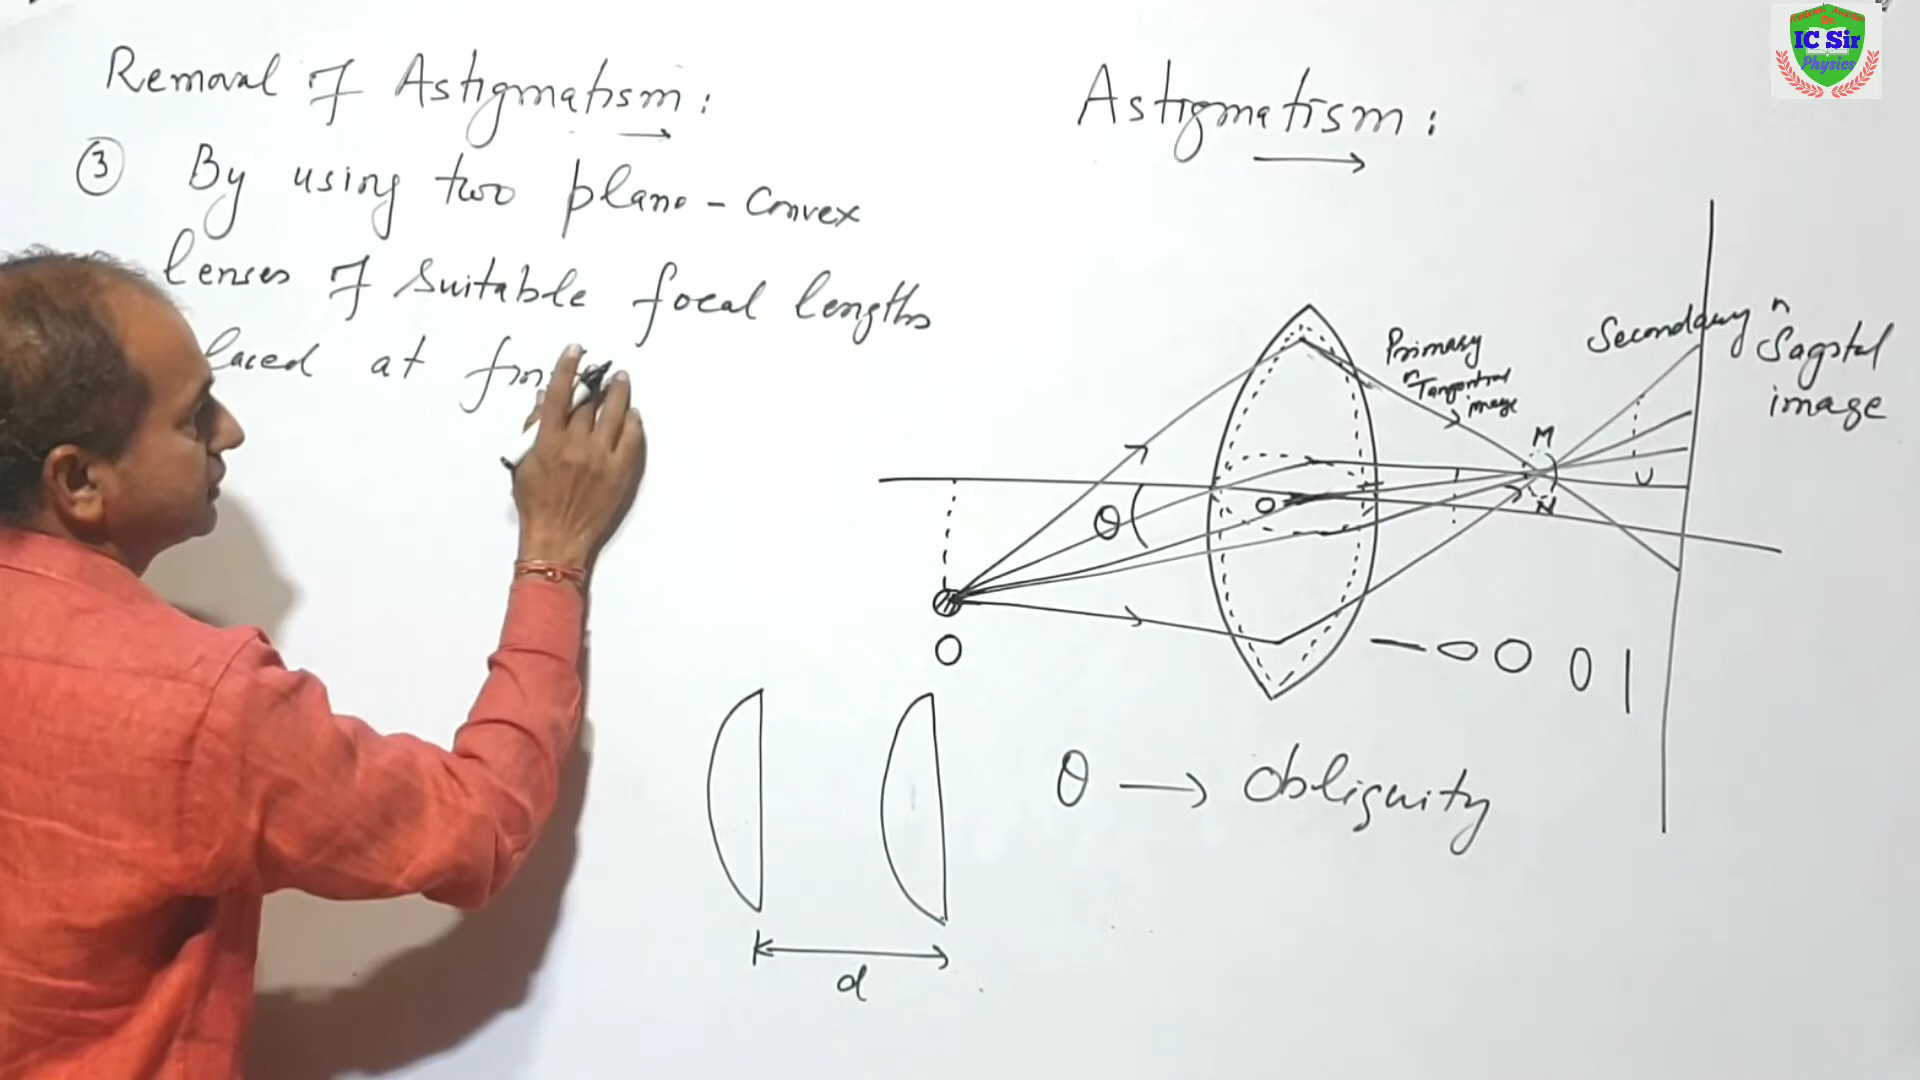 Removal of Astigmatism:
③ By using two plano-convex
lenses of suitable focal lengths
laced at
Astigmatism:
Primary
Tangential
image
Secondary
Sagital
image
M
N
θ
O
O
d
θ → Obliquity
IC Sir
Physics